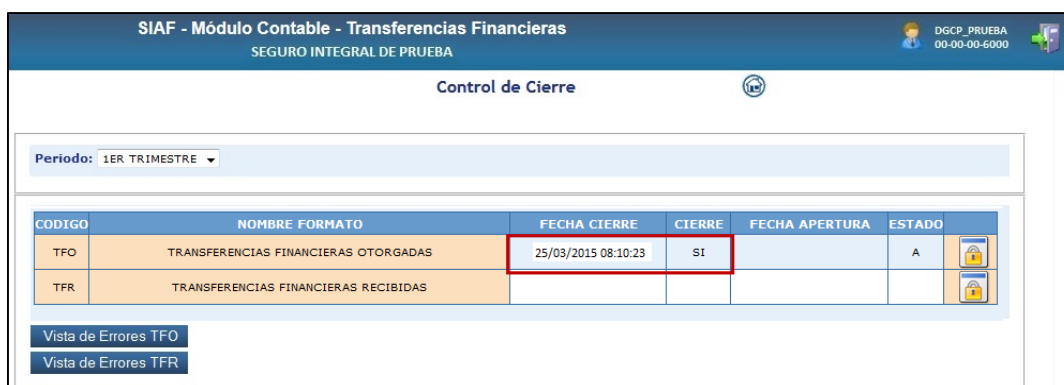 SIAF - Módulo Contable - Transferencias Financieras
SEGURO INTEGRAL DE PRUEBA
DGCP_PRUEBA
00-00-00-6000
Control de Cierre
Periodo: 1ER TRIMESTRE
CODIGO NOMBRE FORMATO FECHA CIERRE CIERRE FECHA APERTURA ESTADO
TFO TRANSFERENCIAS FINANCIERAS OTORGADAS 25/03/2015 08:10:23 SI A
TFR TRANSFERENCIAS FINANCIERAS RECIBIDAS
Vista de Errores TFO
Vista de Errores TFR